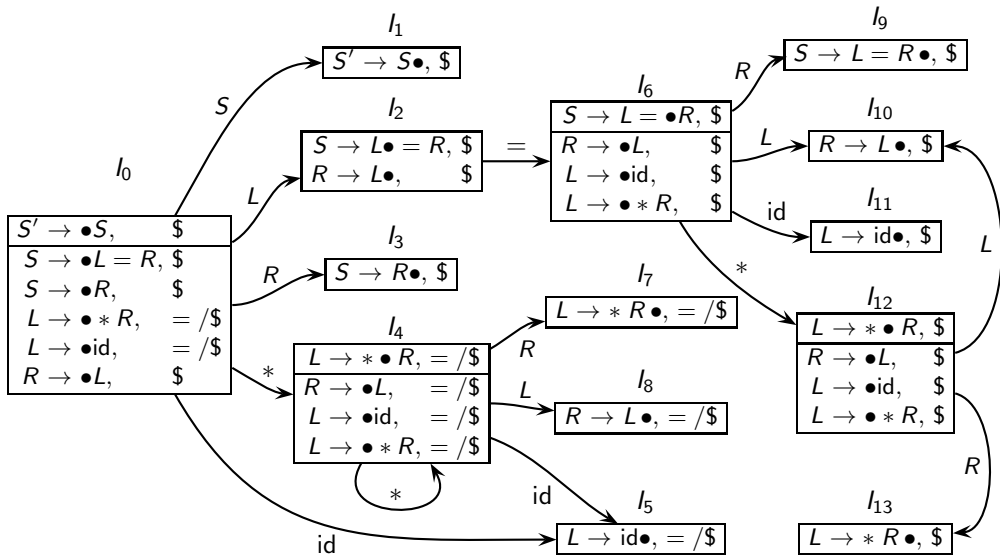 I0
S′ → •S, $
S → •L = R, $
S → •R, $
L → • * R, = /$
L → •id, = /$
R → •L, $
S
L
R
*
id
I1
S′ → S•, $
I2
S → L• = R, $
R → L•, $
=
I3
S → R•, $
I4
L → * • R, = /$
R → •L, = /$
L → •id, = /$
L → • * R, = /$
*
R
L
id
I5
L → id•, = /$
I6
S → L = •R, $
R → •L, $
L → •id, $
L → • * R, $
R
L
id
*
I7
L → * R •, = /$
I8
R → L •, = /$
I9
S → L = R •, $
I10
R → L •, $
I11
L → id•, $
I12
L → * • R, $
R → •L, $
L → •id, $
L → • * R, $
L
R
I13
L → * R •, $